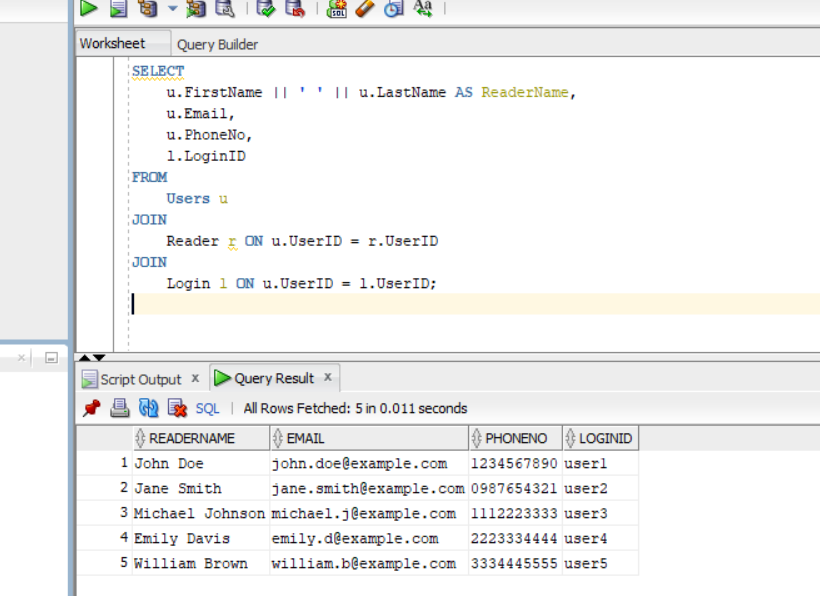 Worksheet Query Builder
SELECT
u.FirstName || ' ' || u.LastName AS ReaderName,
u.Email,
u.PhoneNo,
l.LoginID
FROM
Users u
JOIN
Reader r ON u.UserID = r.UserID
JOIN
Login l ON u.UserID = l.UserID;
Script Output x Query Result x
SQL | All Rows Fetched: 5 in 0.011 seconds
READERNAME EMAIL PHONENO LOGINID
1 John Doe john.doe@example.com 1234567890 user1
2 Jane Smith jane.smith@example.com 0987654321 user2
3 Michael Johnson michael.j@example.com 1112223333 user3
4 Emily Davis emily.d@example.com 2223334444 user4
5 William Brown william.b@example.com 3334445555 user5